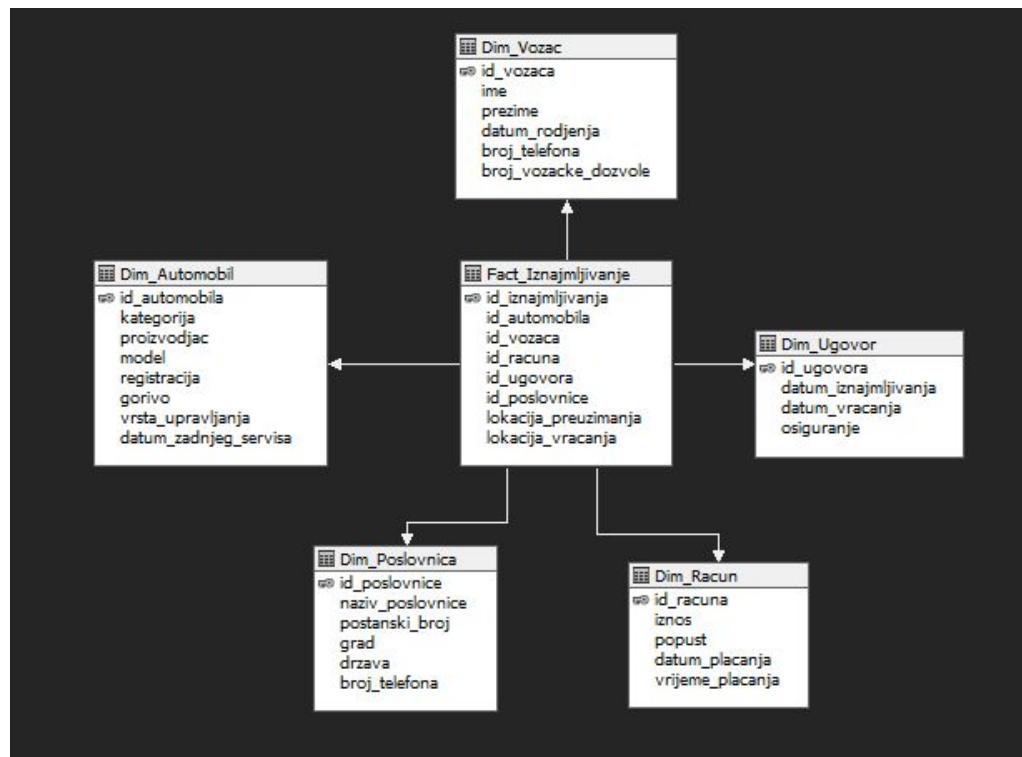 Dim_Vozac
id_vozaca
ime
prezime
datum_rodjenja
broj_telefona
broj_vozacke_dozvole
Dim_Automobil
id_automobila
kategorija
proizvodjac
model
registracija
gorivo
vrsta_upravljanja
datum_zadnjeg_servisa
Fact_Iznajmljivanje
id_iznajmljivanja
id_automobila
id_vozaca
id_racuna
id_ugovora
id_poslovnice
lokacija_preuzimanja
lokacija_vracanja
Dim_Ugovor
id_ugovora
datum_iznajmljivanja
datum_vracanja
osiguranje
Dim_Poslovnica
id_poslovnice
naziv_poslovnice
postanski_broj
grad
drzava
broj_telefona
Dim_Racun
id_racuna
iznos
popust
datum_placanja
vrijeme_placanja